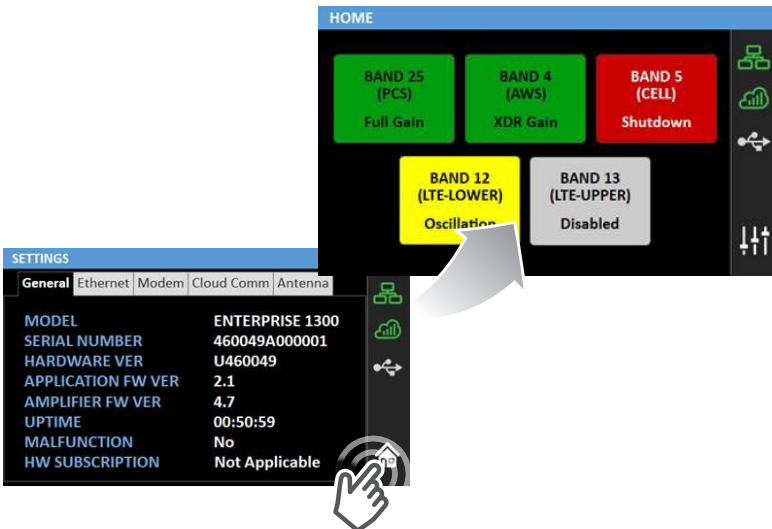 HOME
BAND 25
(PCS)
Full Gain
BAND 4
(AWS)
XDR Gain
BAND 5
(CELL)
Shutdown
BAND 12
(LTE-LOWER)
Oscillation
BAND 13
(LTE-UPPER)
Disabled
SETTINGS
General Ethernet Modem Cloud Comm Antenna
MODEL ENTERPRISE 1300
SERIAL NUMBER 460049A000001
HARDWARE VER U460049
APPLICATION FW VER 2.1
AMPLIFIER FW VER 4.7
UPTIME 00:50:59
MALFUNCTION No
HW SUBSCRIPTION Not Applicable